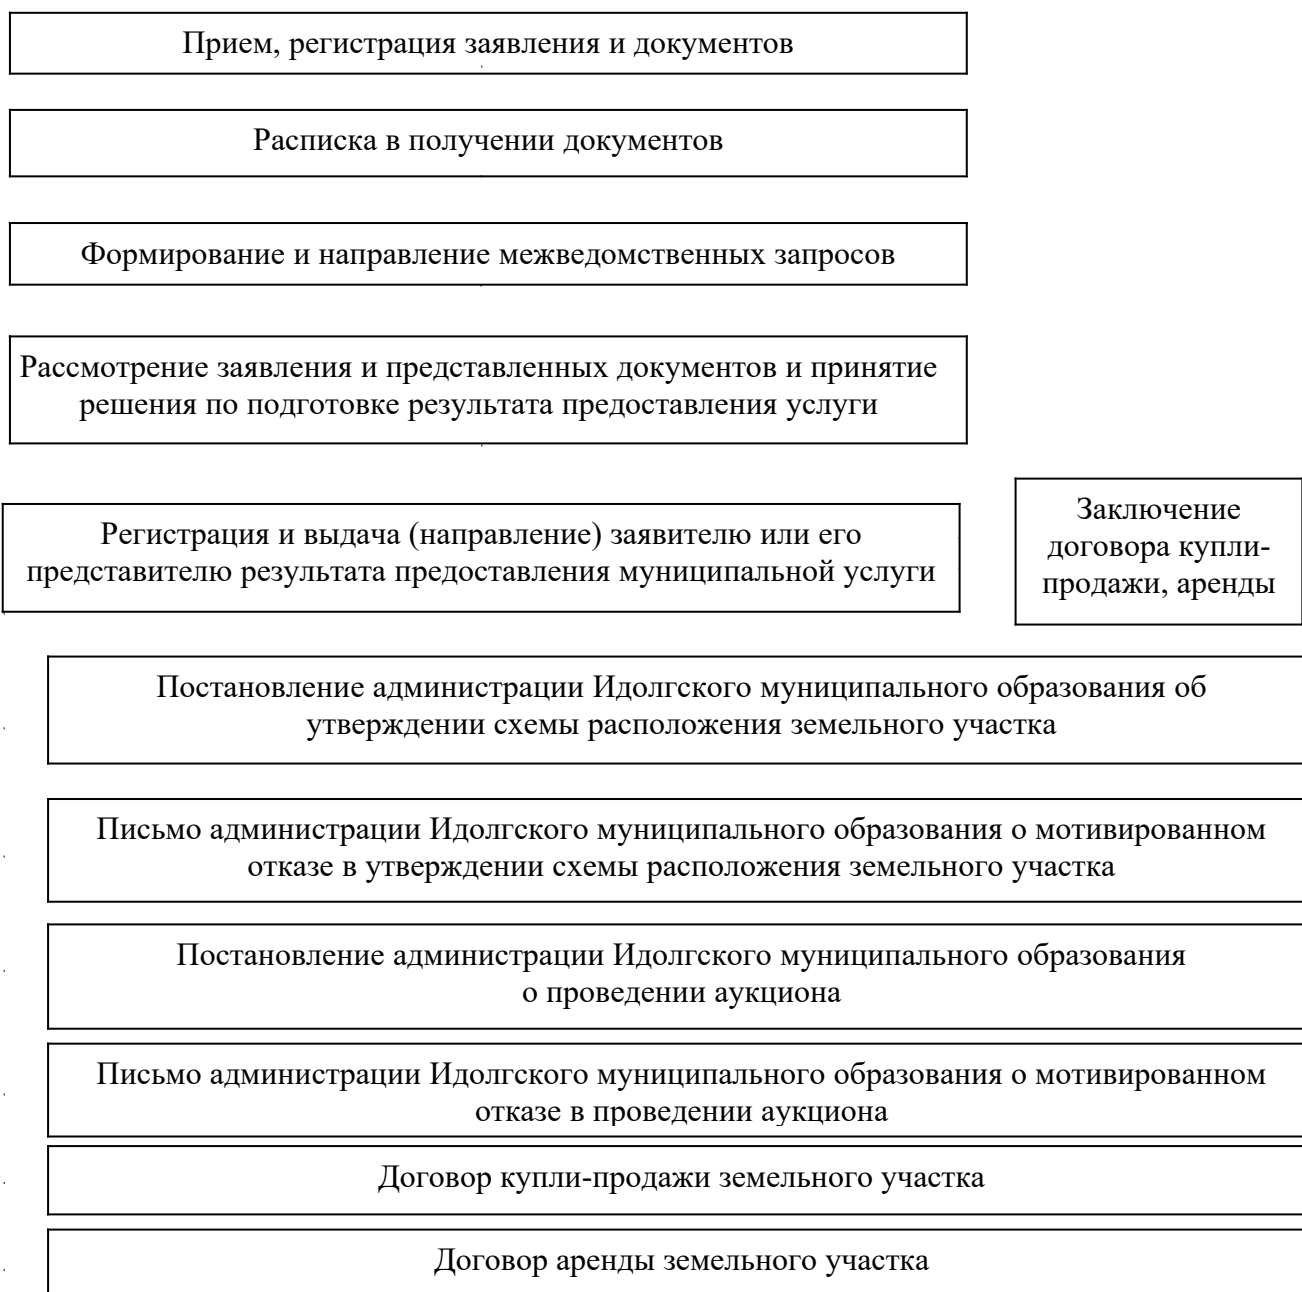 Прием, регистрация заявления и документов
Расписка в получении документов
Формирование и направление межведомственных запросов
Рассмотрение заявления и представленных документов и принятие
решения по подготовке результата предоставления услуги
Регистрация и выдача (направление) заявителю или его
представителю результата предоставления муниципальной услуги
Заключение
договора купли-
продажи, аренды
Постановление администрации Идолгского муниципального образования об
утверждении схемы расположения земельного участка
Письмо администрации Идолгского муниципального образования о мотивированном
отказе в утверждении схемы расположения земельного участка
Постановление администрации Идолгского муниципального образования
о проведении аукциона
Письмо администрации Идолгского муниципального образования о мотивированном
отказе в проведении аукциона
Договор купли-продажи земельного участка
Договор аренды земельного участка